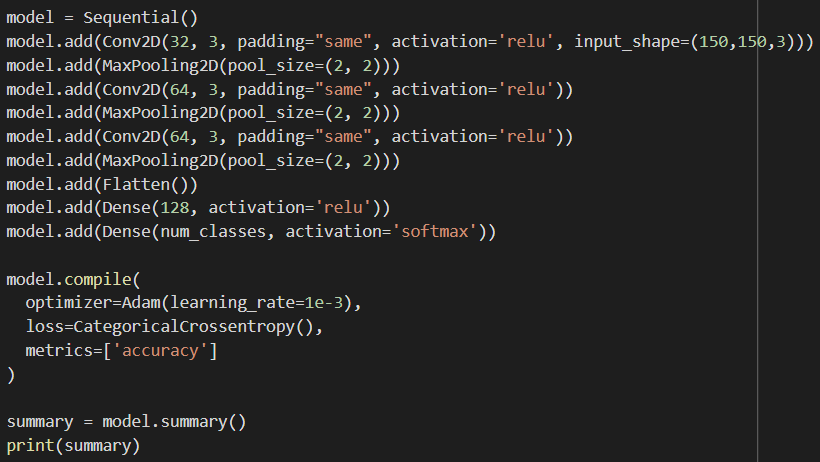 model = Sequential()
model.add(Conv2D(32, 3, padding="same", activation='relu', input_shape=(150,150,3)))
model.add(MaxPooling2D(pool_size=(2, 2)))
model.add(Conv2D(64, 3, padding="same", activation='relu'))
model.add(MaxPooling2D(pool_size=(2, 2)))
model.add(Conv2D(64, 3, padding="same", activation='relu'))
model.add(MaxPooling2D(pool_size=(2, 2)))
model.add(Flatten())
model.add(Dense(128, activation='relu'))
model.add(Dense(num_classes, activation='softmax'))

model.compile(
  optimizer=Adam(learning_rate=1e-3),
  loss=CategoricalCrossentropy(),
  metrics=['accuracy']
)

summary = model.summary()
print(summary)